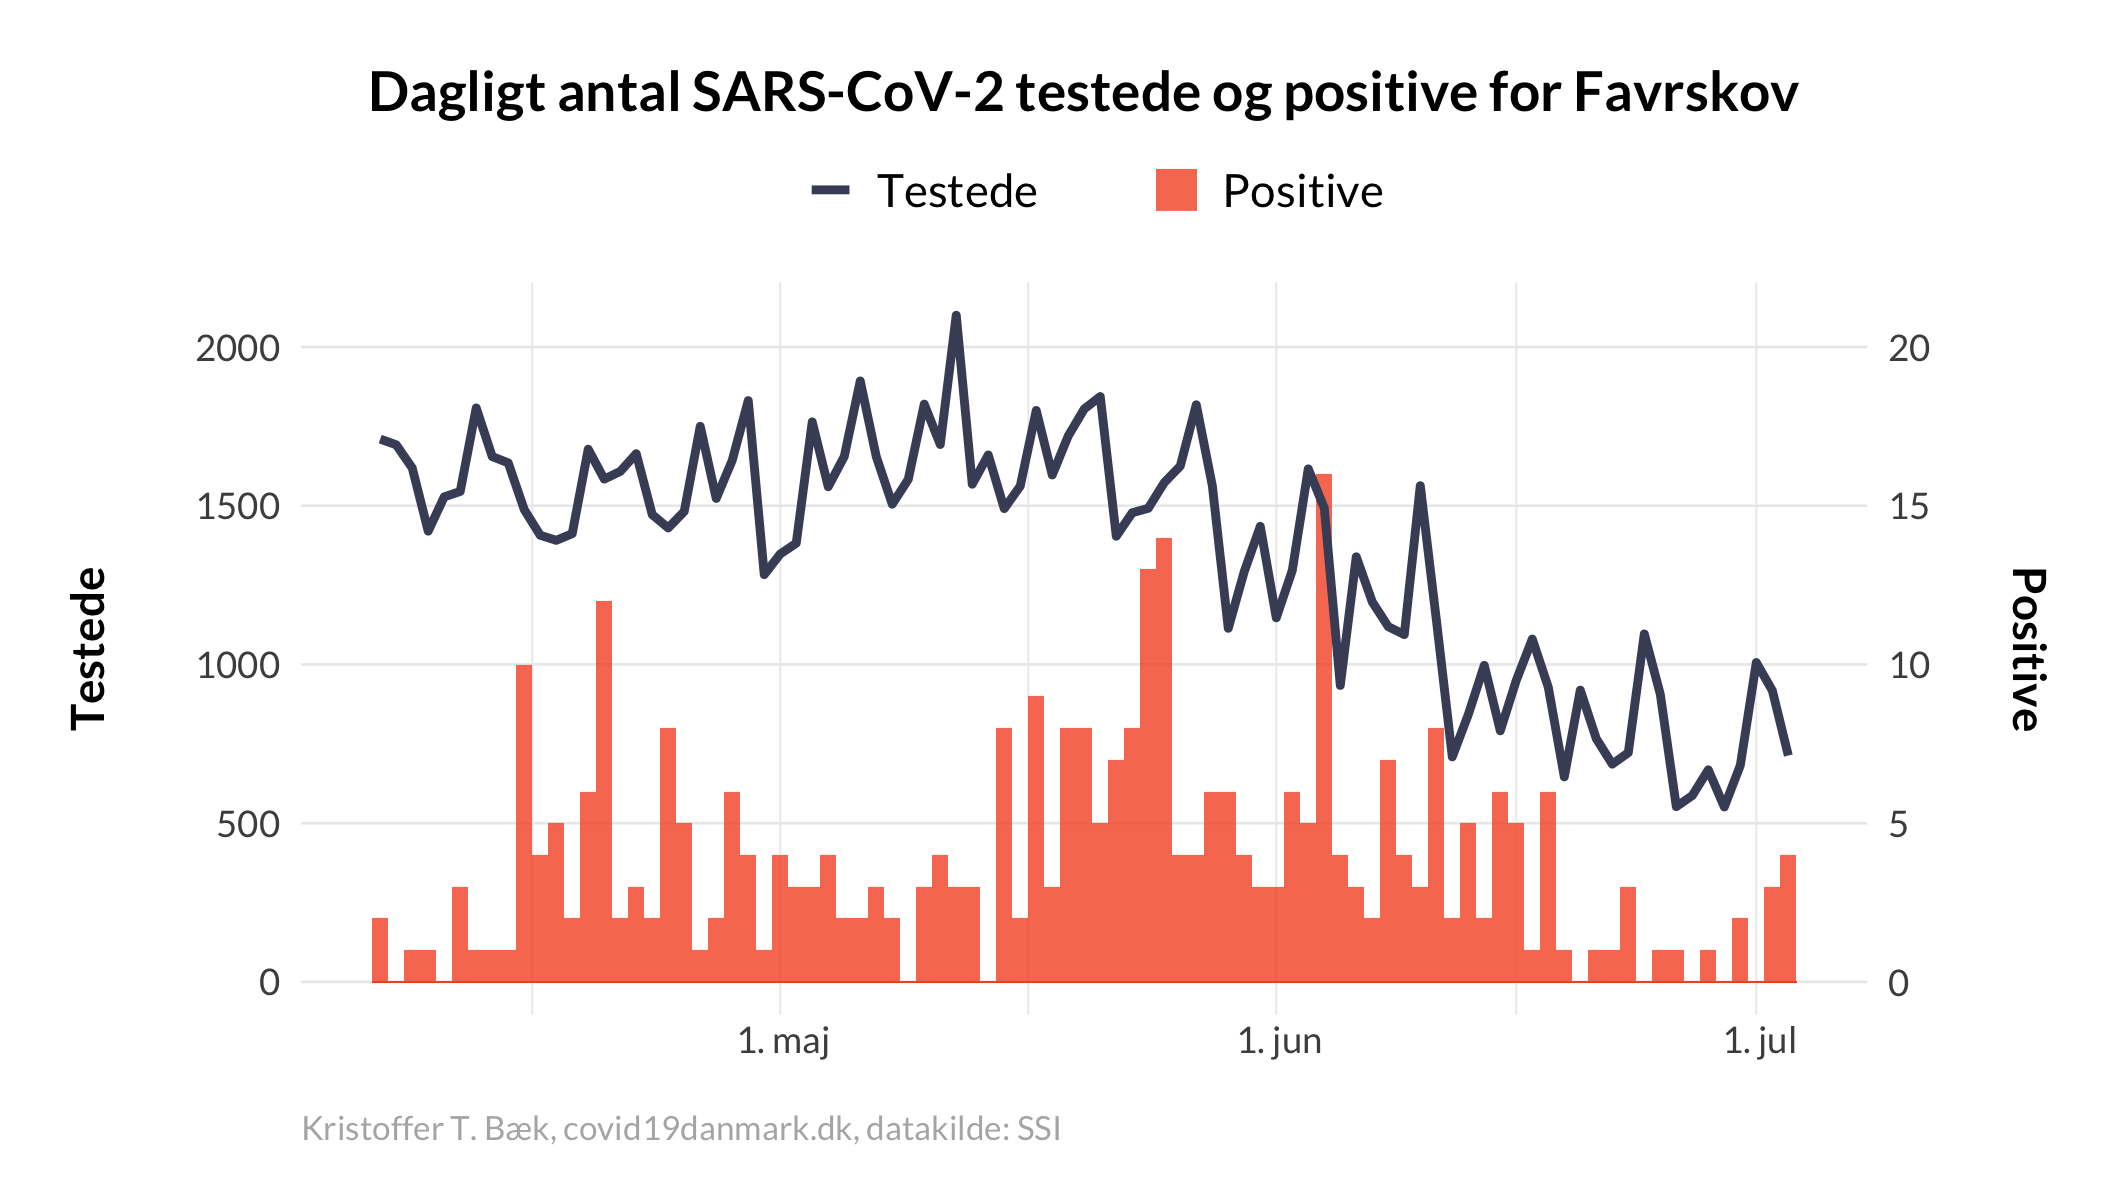 Dagligt antal SARS-CoV-2 testede og positive for Favrskov
Testede
Positive
2000
1500
1000
500
0
20
15
10
5
0
Testede
Positive
1. maj
1. jun
1. jul
Kristoffer T. Bæk, covid19danmark.dk, datakilde: SSI